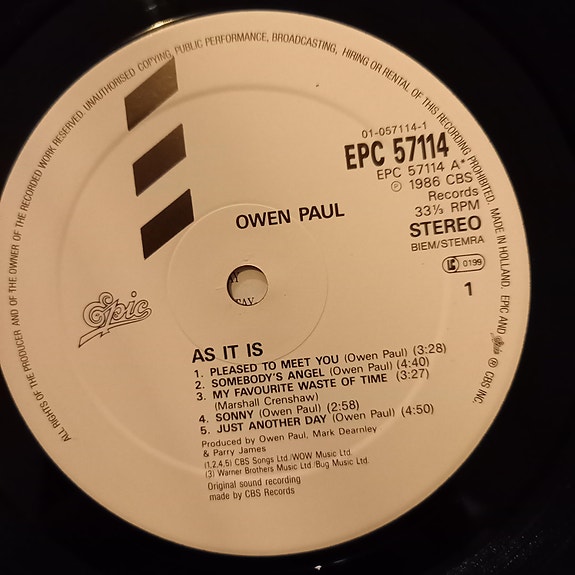 ALL RIGHTS OF THE PRODUCER AND OF THE OWNER OF THE RECORDED WORK RESERVED. UNAUTHORISED COPYING, PUBLIC PERFORMANCE, BROADCASTING, HIRING OR RENTAL OF THIS RECORDING PROHIBITED. MADE IN HOLLAND. EPIC AND Epic ® CBS INC.
01-057114-1
EPC 57114
EPC 57114 A*
℗ 1986 CBS
Records
33⅓ RPM
OWEN PAUL
STEREO
BIEM/STEMRA
LC 0199
1
Epic
AS IT IS
1. PLEASED TO MEET YOU (Owen Paul) (3:28)
2. SOMEBODY'S ANGEL (Owen Paul) (4:40)
3. MY FAVOURITE WASTE OF TIME (3:27)
(Marshall Crenshaw)
4. SONNY (Owen Paul) (2:58)
5. JUST ANOTHER DAY (Owen Paul) (4:50)
Produced by Owen Paul, Mark Dearnley
& Parry James
(1,2,4,5) CBS Songs Ltd./WOW Music Ltd.
(3) Warner Brothers Music Ltd/Bug Music Ltd.
Original sound recording
made by CBS Records